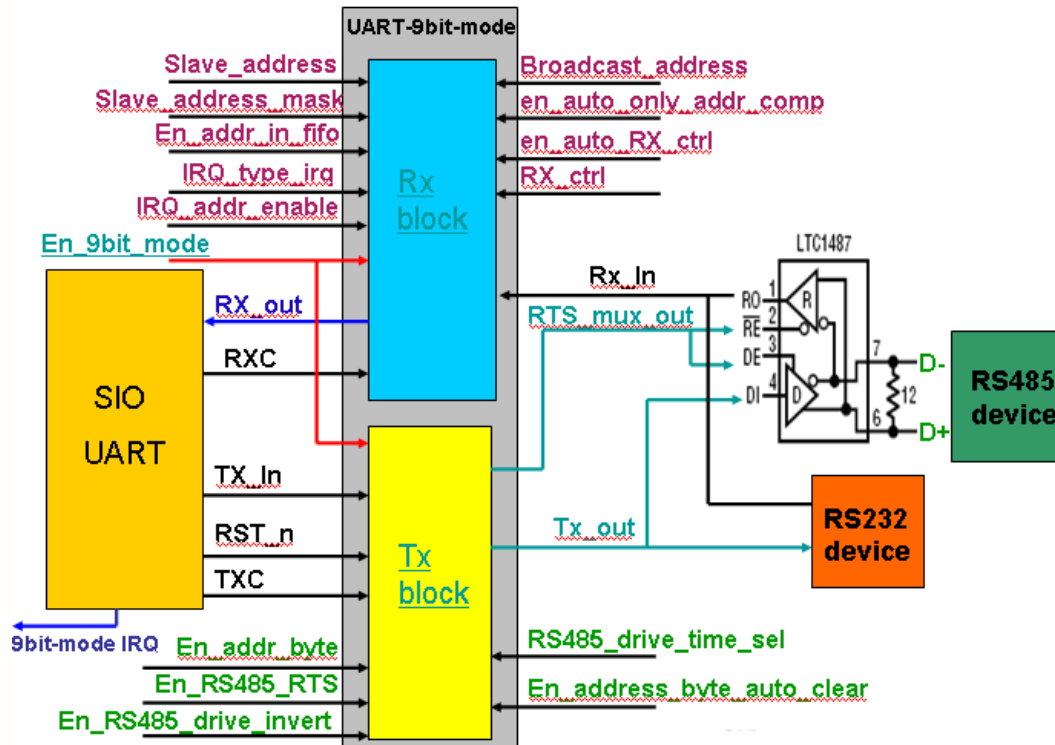 UART-9bit-mode
Slave_address
Broadcast_address
Slave_address_mask
en_auto_only_addr_comp
En_addr_in_fifo
en_auto_RX_ctrl
IRQ_type_irq
RX_ctrl
IRQ_addr_enable
Rx
block
En_9bit_mode
LTC1487
Rx_In
RO
1
R
RX_out
RTS_mux_out
RE
2
DE
3
7
D-
RXC
DI
4
D
12
RS485
device
6
D+
SIO
UART
TX_In
RST_n
Tx_out
RS232
device
TXC
Tx
block
9bit-mode IRQ
En_addr_byte
RS485_drive_time_sel
En_RS485_RTS
En_address_byte_auto_clear
En_RS485_drive_invert